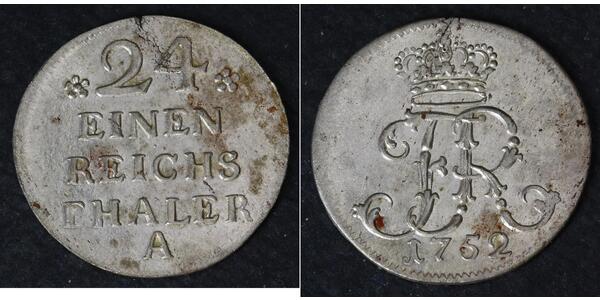 24
EINEN
REICHS
THALER
A
FR
1752